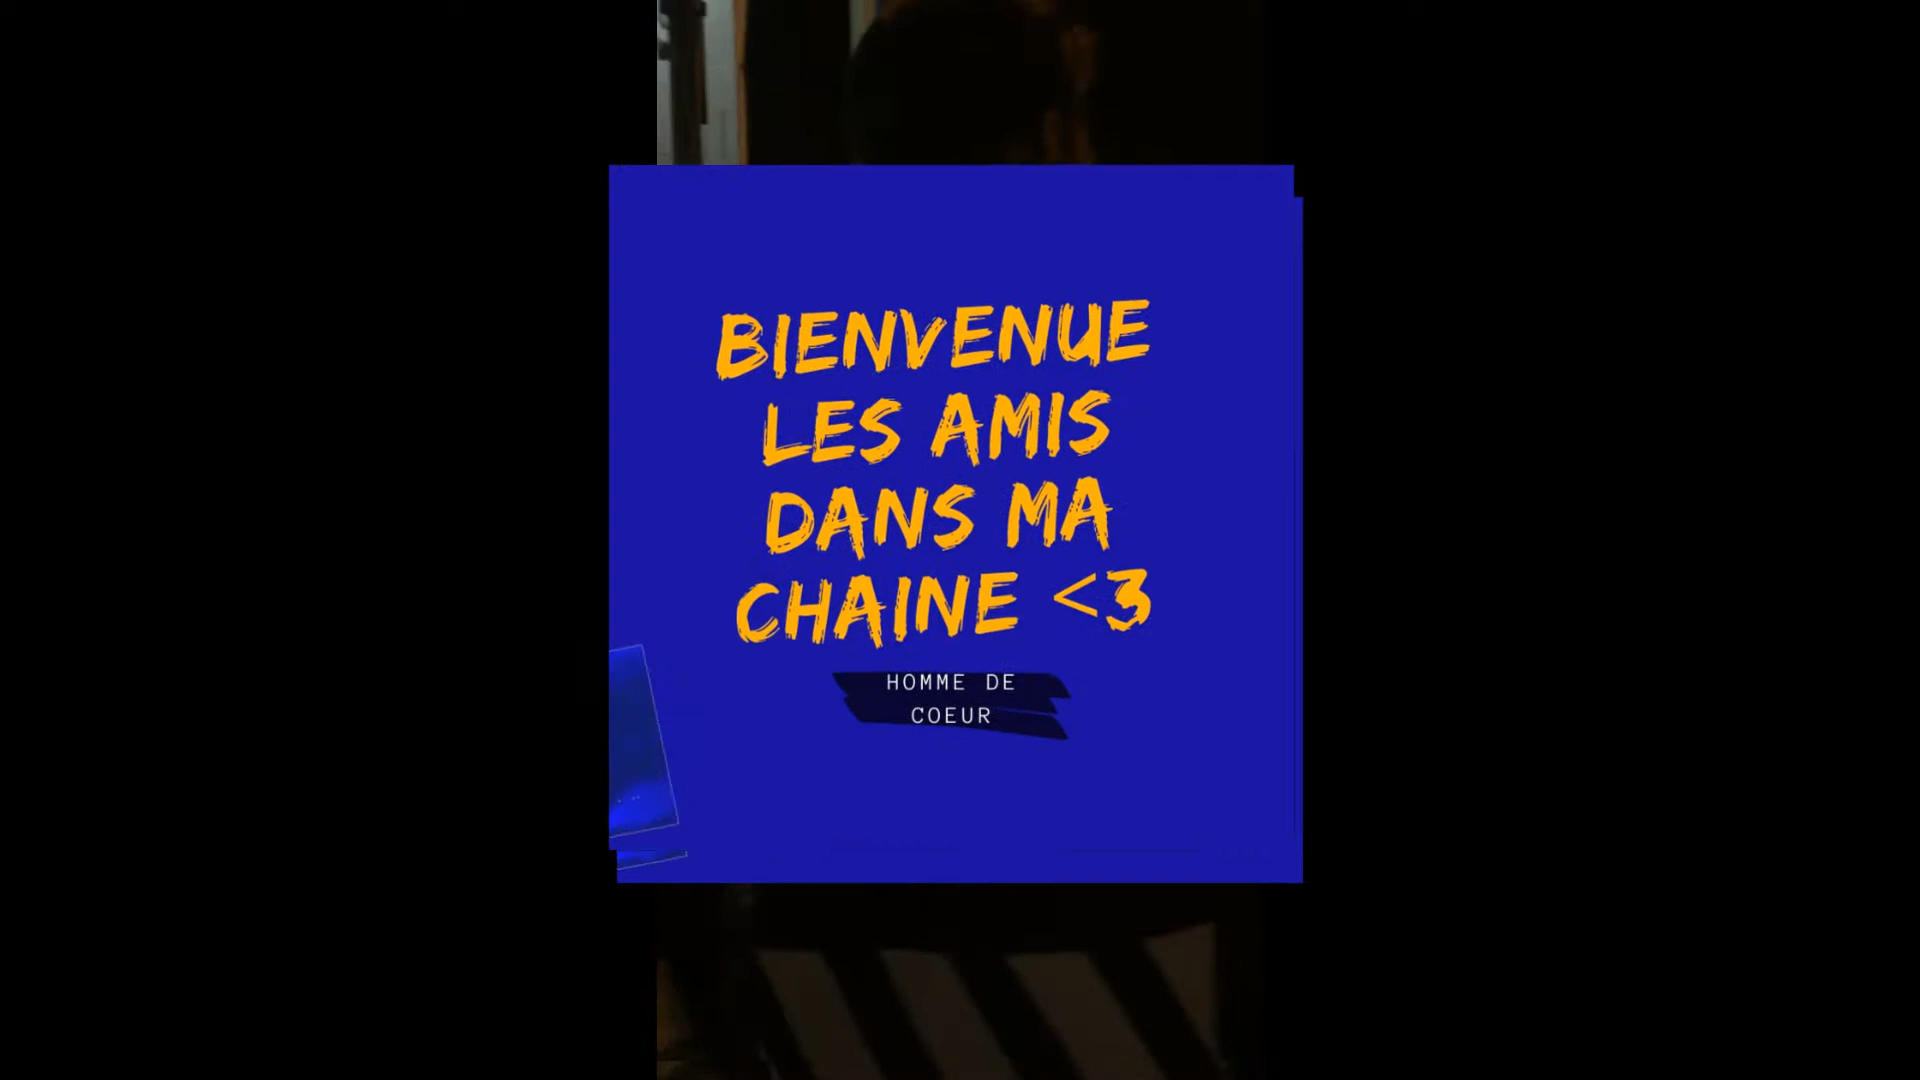 BIENVENUE
LES AMIS
DANS MA
CHAINE <3
HOMME DE
COEUR